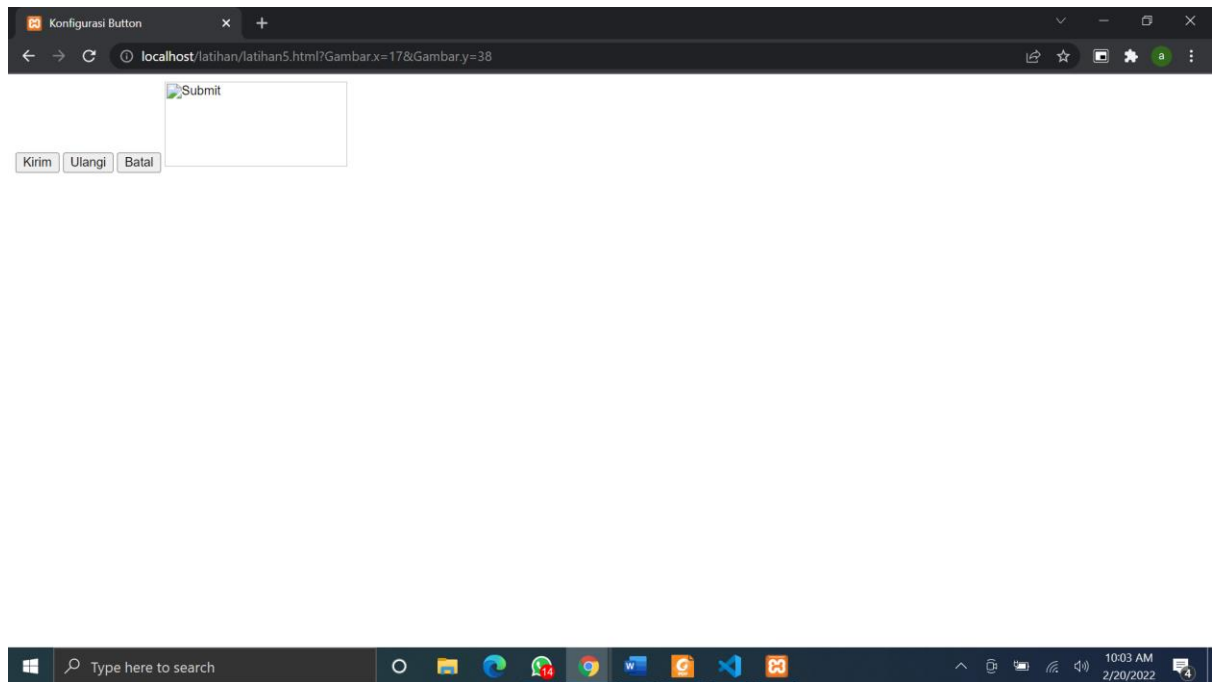 Konfigurasi Button
localhost/latihan/latihan5.html?Gambar.x=17&Gambar.y=38
a
Submit
Kirim Ulangi Batal
Type here to search
14
10:03 AM
2/20/2022
4